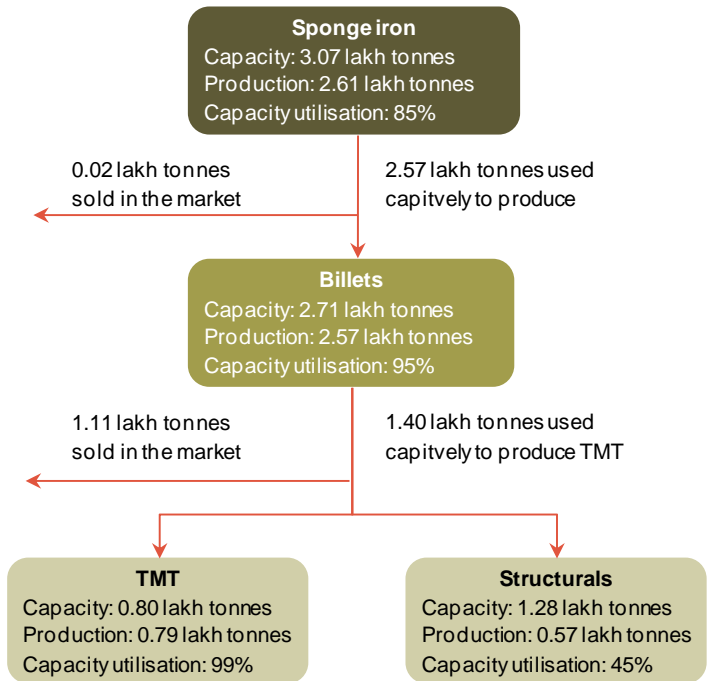 Sponge iron
Capacity: 3.07 lakh tonnes
Production: 2.61 lakh tonnes
Capacity utilisation: 85%
0.02 lakh tonnes
sold in the market
2.57 lakh tonnes used
capitvely to produce
Billets
Capacity: 2.71 lakh tonnes
Production: 2.57 lakh tonnes
Capacity utilisation: 95%
1.11 lakh tonnes
sold in the market
1.40 lakh tonnes used
capitvely to produce TMT
TMT
Capacity: 0.80 lakh tonnes
Production: 0.79 lakh tonnes
Capacity utilisation: 99%
Structurals
Capacity: 1.28 lakh tonnes
Production: 0.57 lakh tonnes
Capacity utilisation: 45%